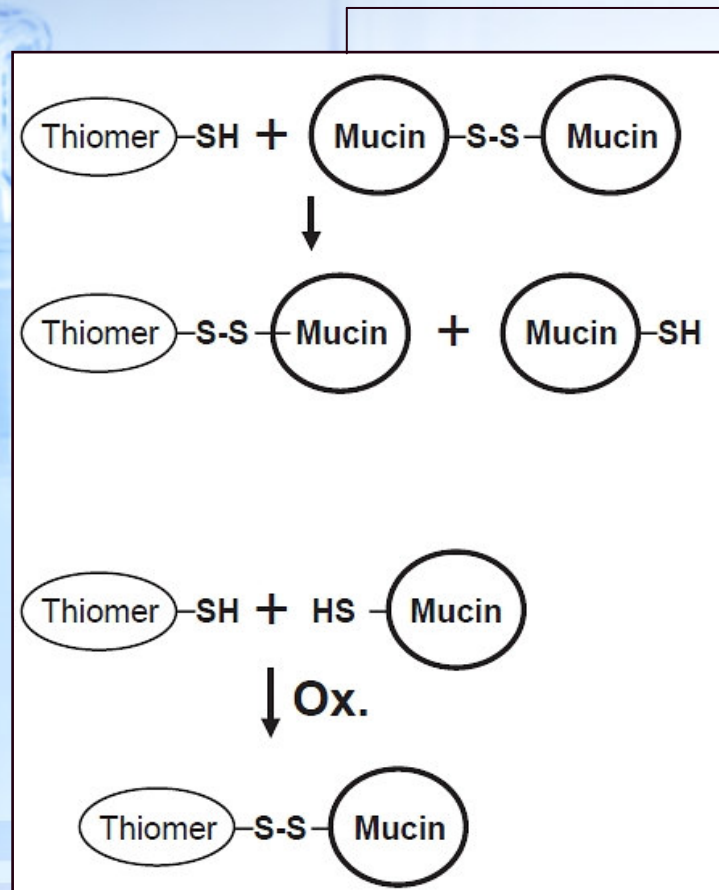 Thiomer –SH + Mucin –S-S– Mucin
Thiomer –S-S – Mucin + Mucin –SH
Thiomer –SH + HS – Mucin
Ox.
Thiomer –S-S– Mucin